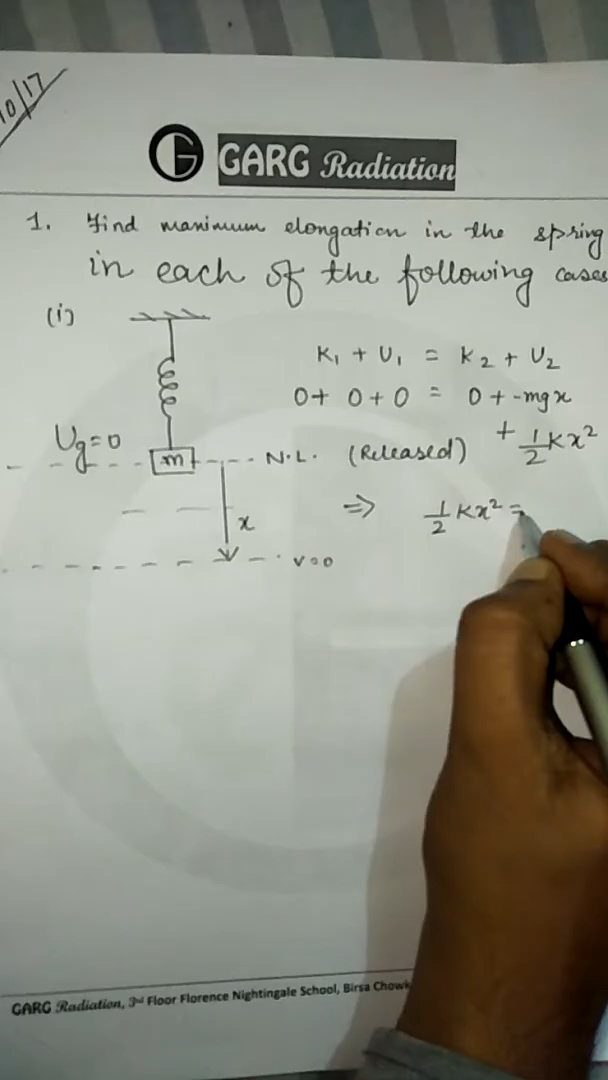 10/17
G GARG Radiation
1. Find maximum elongation in the spring
in each of the following cases
(i)
K₁ + U₁ = K₂ + U₂
0 + 0 + 0 = 0 + -mgx
+ 1/2 Kx²
Ug=0
m
N.L. (Released)
x
v=0
⇒ 1/2 Kx² =
GARG Radiation, 3rd Floor Florence Nightingale School, Birsa Chowk